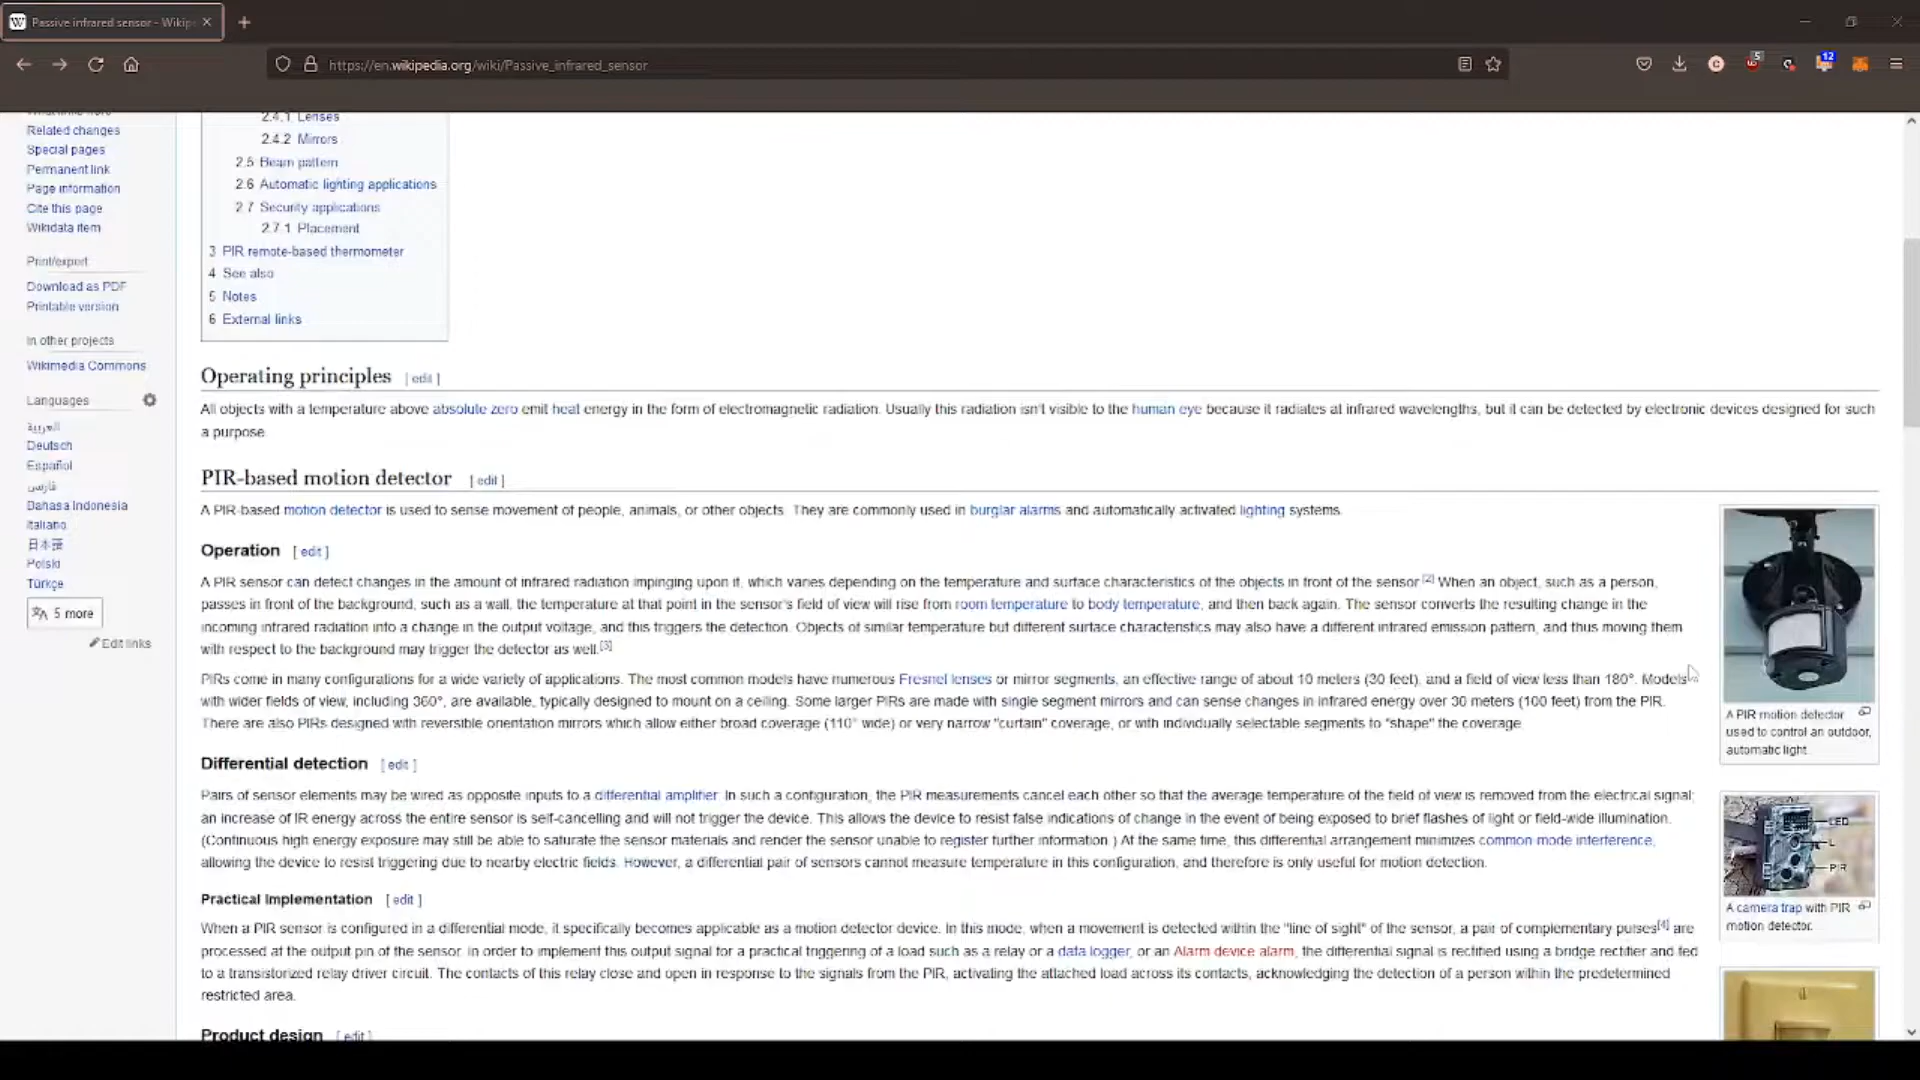 Passive infrared sensor - Wikip
https://en.wikipedia.org/wiki/Passive_infrared_sensor
5
12
Related changes
Special pages
Permanent link
Page information
Cite this page
Wikidata item
Print/export
Download as PDF
Printable version
In other projects
Wikimedia Commons
Languages
العربية
Deutsch
Español
فارسی
Bahasa Indonesia
Italiano
日本語
Polski
Türkçe
5 more
Edit links
2.4.1 Lenses
2.4.2 Mirrors
2.5 Beam pattern
2.6 Automatic lighting applications
2.7 Security applications
2.7.1 Placement
3 PIR remote-based thermometer
4 See also
5 Notes
6 External links
Operating principles [ edit ]
All objects with a temperature above absolute zero emit heat energy in the form of electromagnetic radiation. Usually this radiation isn't visible to the human eye because it radiates at infrared wavelengths, but it can be detected by electronic devices designed for such
a purpose.
PIR-based motion detector [ edit ]
A PIR-based motion detector is used to sense movement of people, animals, or other objects. They are commonly used in burglar alarms and automatically activated lighting systems.
Operation [ edit ]
A PIR sensor can detect changes in the amount of infrared radiation impinging upon it, which varies depending on the temperature and surface characteristics of the objects in front of the sensor.[2] When an object, such as a person,
passes in front of the background, such as a wall, the temperature at that point in the sensor's field of view will rise from room temperature to body temperature, and then back again. The sensor converts the resulting change in the
incoming infrared radiation into a change in the output voltage, and this triggers the detection. Objects of similar temperature but different surface characteristics may also have a different infrared emission pattern, and thus moving them
with respect to the background may trigger the detector as well.[3]
PIRs come in many configurations for a wide variety of applications. The most common models have numerous Fresnel lenses or mirror segments, an effective range of about 10 meters (30 feet), and a field of view less than 180°. Models
with wider fields of view, including 360°, are available, typically designed to mount on a ceiling. Some larger PIRs are made with single segment mirrors and can sense changes in infrared energy over 30 meters (100 feet) from the PIR.
There are also PIRs designed with reversible orientation mirrors which allow either broad coverage (110° wide) or very narrow "curtain" coverage, or with individually selectable segments to "shape" the coverage.
Differential detection [ edit ]
Pairs of sensor elements may be wired as opposite inputs to a differential amplifier. In such a configuration, the PIR measurements cancel each other so that the average temperature of the field of view is removed from the electrical signal;
an increase of IR energy across the entire sensor is self-cancelling and will not trigger the device. This allows the device to resist false indications of change in the event of being exposed to brief flashes of light or field-wide illumination.
(Continuous high energy exposure may still be able to saturate the sensor materials and render the sensor unable to register further information.) At the same time, this differential arrangement minimizes common-mode interference,
allowing the device to resist triggering due to nearby electric fields. However, a differential pair of sensors cannot measure temperature in this configuration, and therefore is only useful for motion detection.
Practical Implementation [ edit ]
When a PIR sensor is configured in a differential mode, it specifically becomes applicable as a motion detector device. In this mode, when a movement is detected within the "line of sight" of the sensor, a pair of complementary pulses[4] are
processed at the output pin of the sensor. In order to implement this output signal for a practical triggering of a load such as a relay or a data logger, or an Alarm device alarm, the differential signal is rectified using a bridge rectifier and fed
to a transistorized relay driver circuit. The contacts of this relay close and open in response to the signals from the PIR, activating the attached load across its contacts, acknowledging the detection of a person within the predetermined
restricted area.
Product design [ edit ]
A PIR motion detector
used to control an outdoor,
automatic light.
LED
L
PIR
A camera trap with PIR
motion detector.